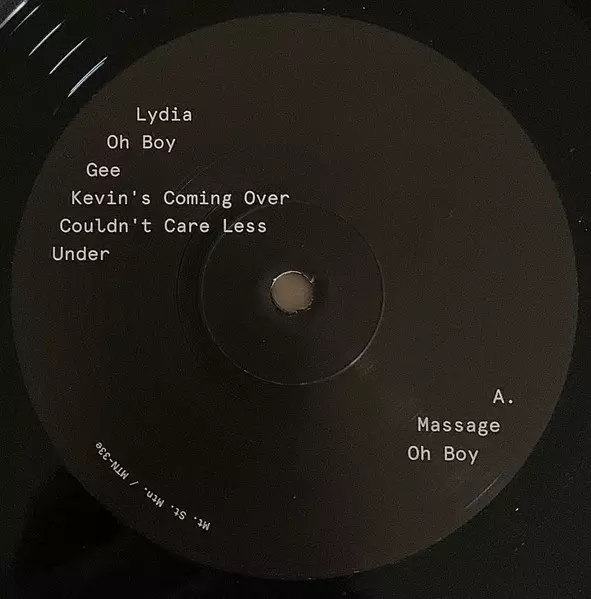 Lydia
Oh Boy
Gee
Kevin's Coming Over
Couldn't Care Less
Under
A.
Massage
Oh Boy
Mt. St. Mtn. / MTN-33e